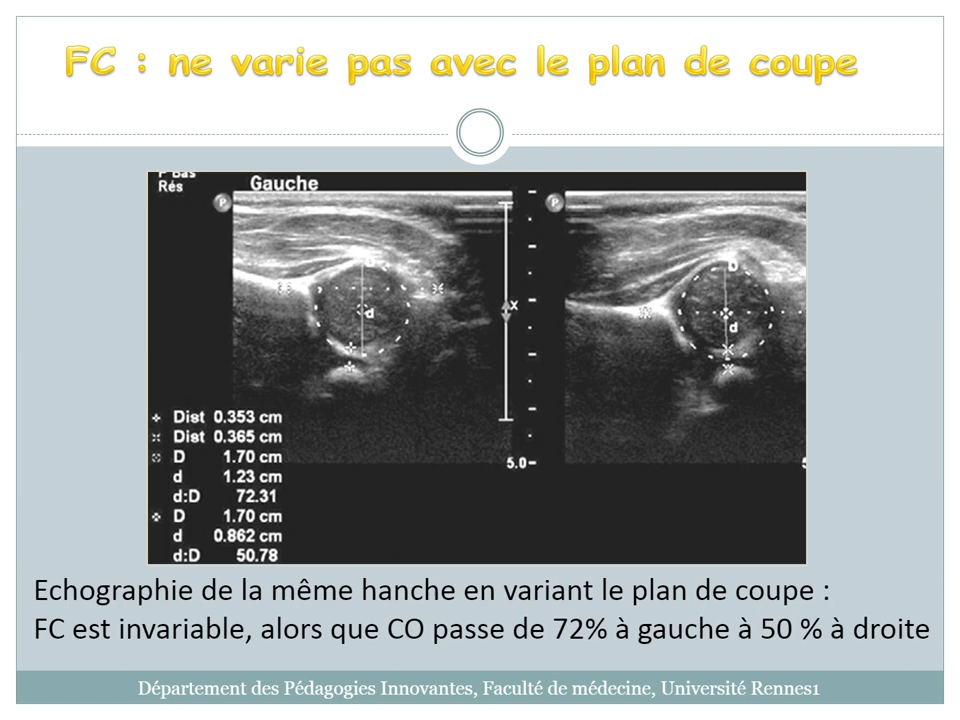 FC : ne varie pas avec le plan de coupe
P Bas
Rés
Gauche
P
P
D
d
x
D
d
Dist 0.353 cm
Dist 0.365 cm
D 1.70 cm
d 1.23 cm
d:D 72.31
D 1.70 cm
d 0.862 cm
d:D 50.78
5.0
Echographie de la même hanche en variant le plan de coupe :
FC est invariable, alors que CO passe de 72% à gauche à 50 % à droite
Département des Pédagogies Innovantes, Faculté de médecine, Université Rennes1